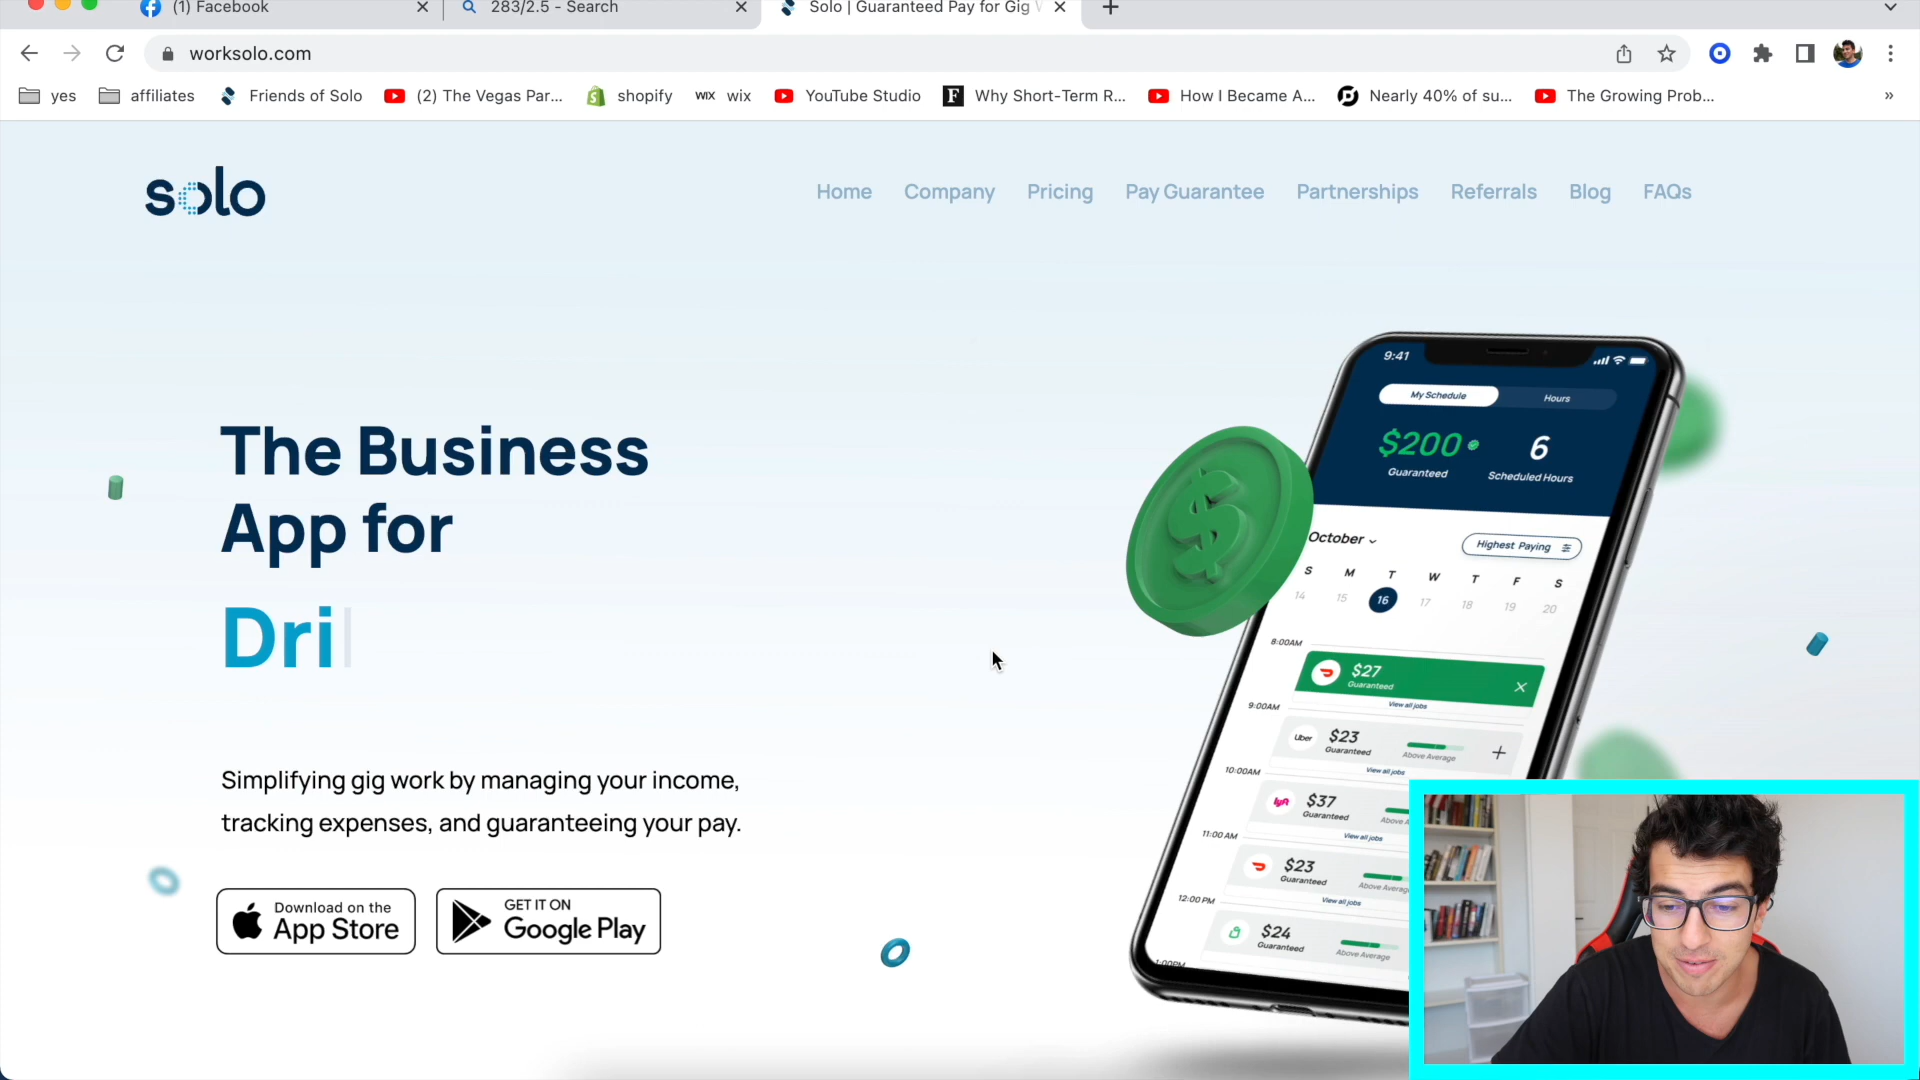 (1) Facebook
283/2.5 - Search
Solo | Guaranteed Pay for Gig
worksolo.com
yes
affiliates
Friends of Solo
(2) The Vegas Par...
shopify
WIX wix
YouTube Studio
F Why Short-Term R...
How I Became A...
Nearly 40% of su...
The Growing Prob...
»
solo
Home
Company
Pricing
Pay Guarantee
Partnerships
Referrals
Blog
FAQs
The Business
App for
Dri
Simplifying gig work by managing your income,
tracking expenses, and guaranteeing your pay.
Download on the
App Store
GET IT ON
Google Play
$
9:41
My Schedule
Hours
$200
Guaranteed
6
Scheduled Hours
October
Highest Paying
S M T W T F S
14 15 16 17 18 19 20
8:00AM
$27
Guaranteed
View all jobs
9:00AM
Uber
$23
Guaranteed
Above Average
View all jobs
10:00AM
lyft
$37
Guaranteed
Above A
View all jobs
11:00 AM
$23
Guaranteed
Above Average
View all jobs
12:00 PM
$24
Guaranteed
Above Average
1:00PM